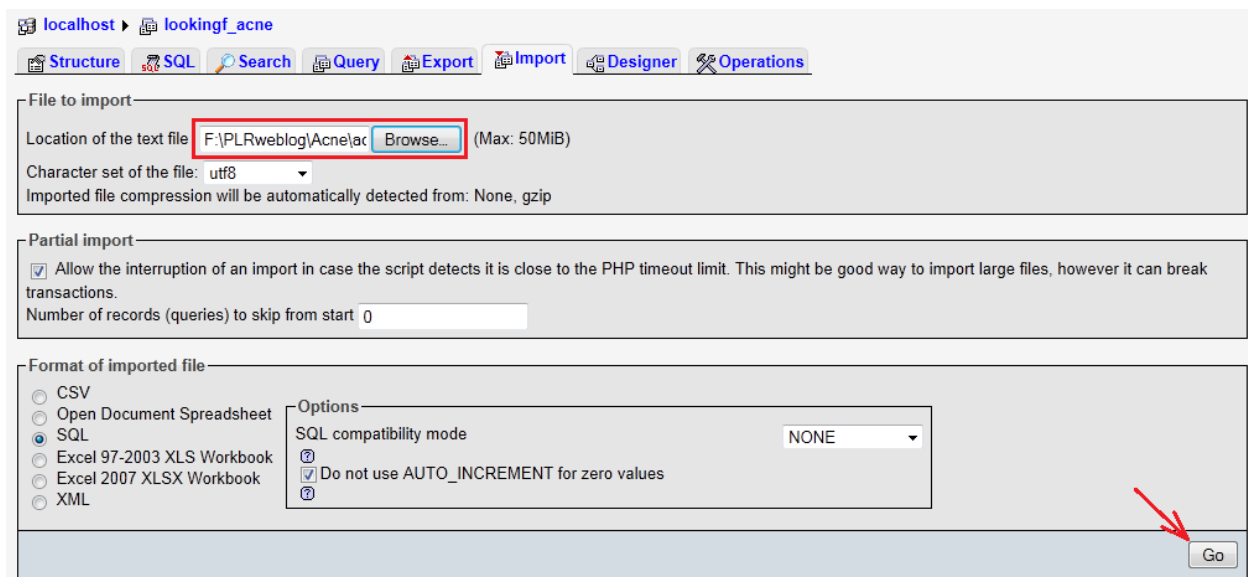 localhost lookingf_acne
Structure SQL Search Query Export Import Designer Operations
File to import
Location of the text file F:\PLRweblog\Acne\ac Browse... (Max: 50MiB)
Character set of the file: utf8
Imported file compression will be automatically detected from: None, gzip
Partial import
Allow the interruption of an import in case the script detects it is close to the PHP timeout limit. This might be good way to import large files, however it can break
transactions.
Number of records (queries) to skip from start 0
Format of imported file
CSV
Open Document Spreadsheet
SQL
Excel 97-2003 XLS Workbook
Excel 2007 XLSX Workbook
XML
Options
SQL compatibility mode NONE
Do not use AUTO_INCREMENT for zero values
Go